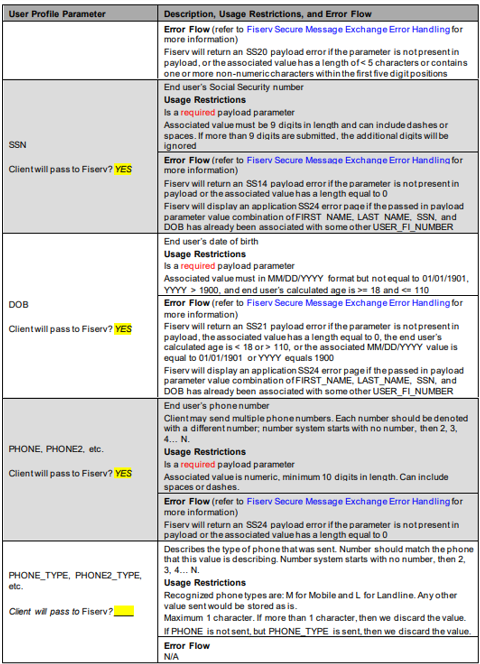 User Profile Parameter
Description, Usage Restrictions, and Error Flow
Error Flow (refer to Fiserv Secure Message Exchange Error Handling for
more information)
Fiserv will return an SS20 payload error if the parameter is not present in
payload, or the associated value has a length of < 5 characters or contains
one or more non-numeric characters within the first five digit positions
SSN
Client will pass to Fiserv? YES
End user's Social Security number
Usage Restrictions
Is a required payload parameter
Associated value must be 9 digits in length and can include dashes or
spaces. If more than 9 digits are submitted, the additional digits will be
ignored
Error Flow (refer to Fiserv Secure Message Exchange Error Handling for
more information)
Fiserv will return an SS14 payload error if the parameter is not present in
payload or the associated value has a length equal to 0
Fiserv will display an application SS24 error page if the passed in payload
parameter value combination of FIRST_NAME, LAST_NAME, SSN, and
DOB has already been associated with some other USER_FI_NUMBER
DOB
Client will pass to Fiserv? YES
End user's date of birth
Usage Restrictions
Is a required payload parameter
Associated value must in MM/DD/YYYY format but not equal to 01/01/1901,
YYYY > 1900, and end user's calculated age is >= 18 and <= 110
Error Flow (refer to Fiserv Secure Message Exchange Error Handling for
more information)
Fiserv will return an SS21 payload error if the parameter is not present in
payload, the associated value has a length equal to 0, the end user's
calculated age is < 18 or > 110, or the associated MM/DD/YYYY value is
equal to 01/01/1901 or YYYY equals 1900
Fiserv will display an application SS24 error page if the passed in payload
parameter value combination of FIRST_NAME, LAST_NAME, SSN, and
DOB has already been associated with some other USER_FI_NUMBER
PHONE, PHONE2, etc.
Client will pass to Fiserv? YES
End user's phone number
Client may send multiple phone numbers. Each number should be denoted
with a different number; number system starts with no number, then 2, 3,
4... N.
Usage Restrictions
Is a required payload parameter
Associated value is numeric, minimum 10 digits in length. Can include
spaces or dashes.
Error Flow (refer to Fiserv Secure Message Exchange Error Handling for
more information)
Fiserv will return an SS24 payload error if the parameter is not present in
payload or the associated value has a length equal to 0
PHONE_TYPE, PHONE2_TYPE,
etc.
Client will pass to Fiserv?____
Describes the type of phone that was sent. Number should match the phone
that this value is describing. Number system starts with no number, then 2,
3, 4... N.
Usage Restrictions
Recognized phone types are: M for Mobile and L for Landline. Any other
value sent would be stored as is.
Maximum 1 character. If more than 1 character, then we discard the value.
If PHONE is not sent, but PHONE_TYPE is sent, then we discard the value.
Error Flow
N/A